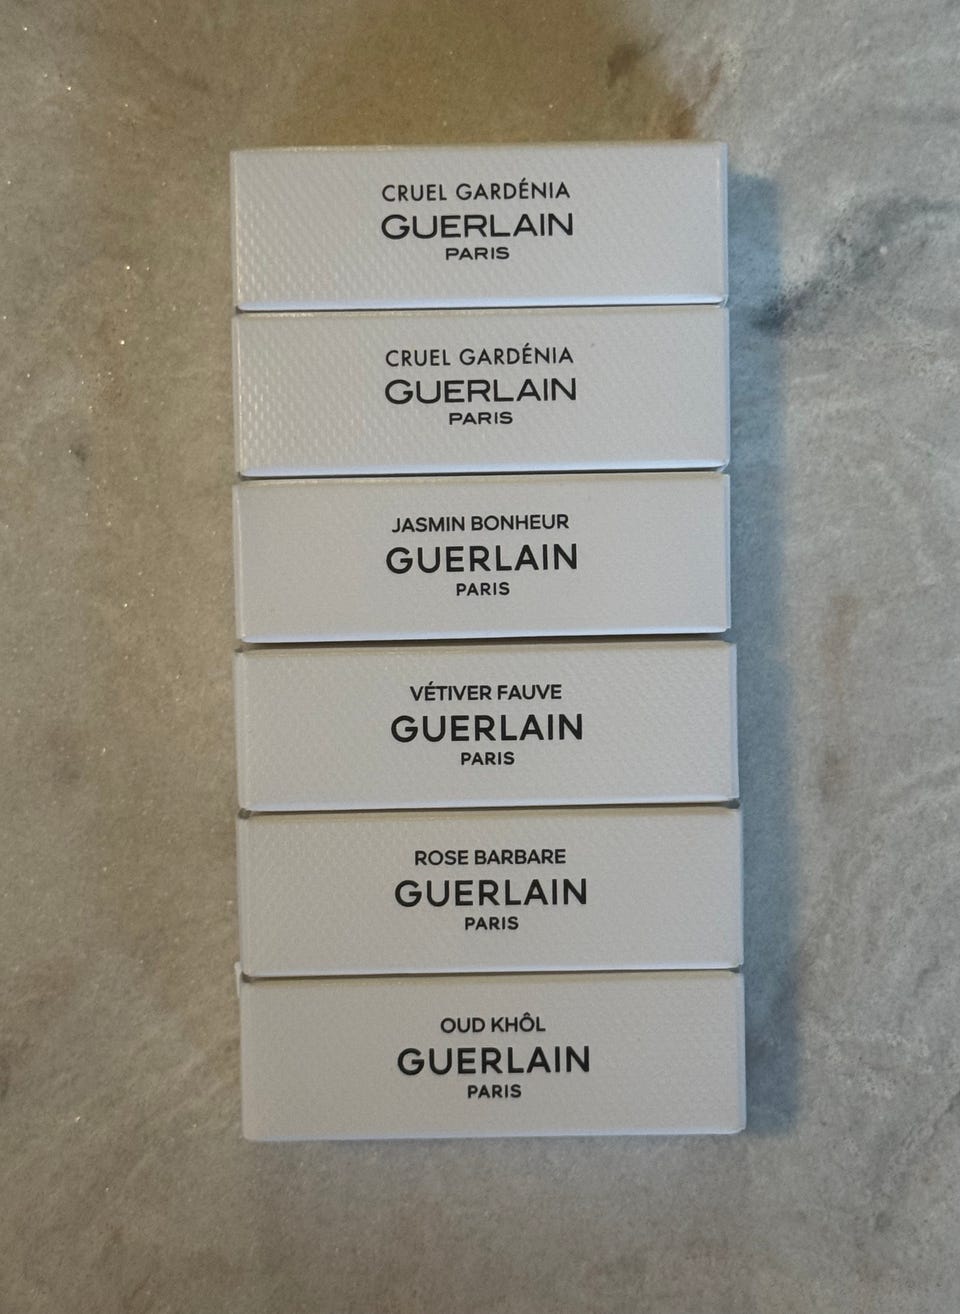 CRUEL GARDÉNIA
GUERLAIN
PARIS
CRUEL GARDÉNIA
GUERLAIN
PARIS
JASMIN BONHEUR
GUERLAIN
PARIS
VÉTIVER FAUVE
GUERLAIN
PARIS
ROSE BARBARE
GUERLAIN
PARIS
OUD KHÔL
GUERLAIN
PARIS